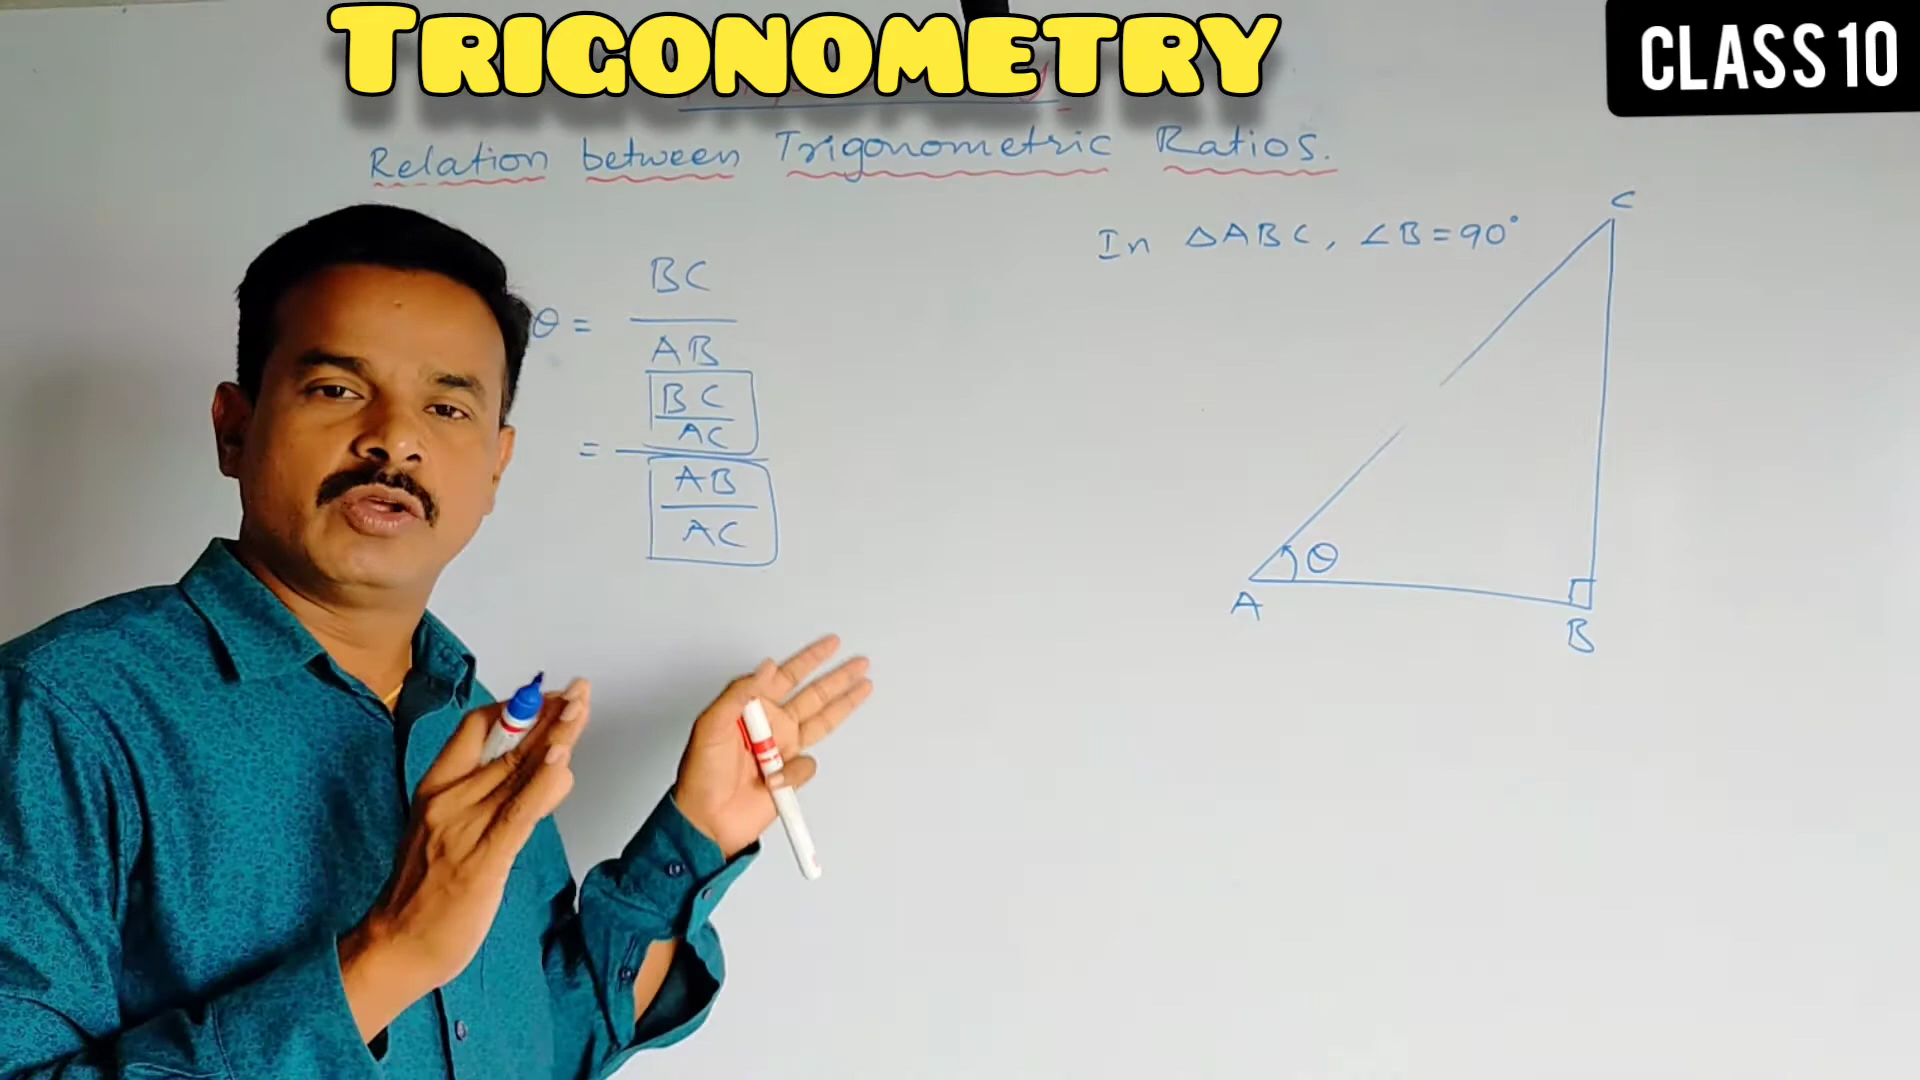 TRIGONOMETRY
CLASS 10
Relation between Trigonometric Ratios.
In △ABC, ∠B=90°
θ = BC
AB
= BC
AC
AB
AC
C
θ
A
B